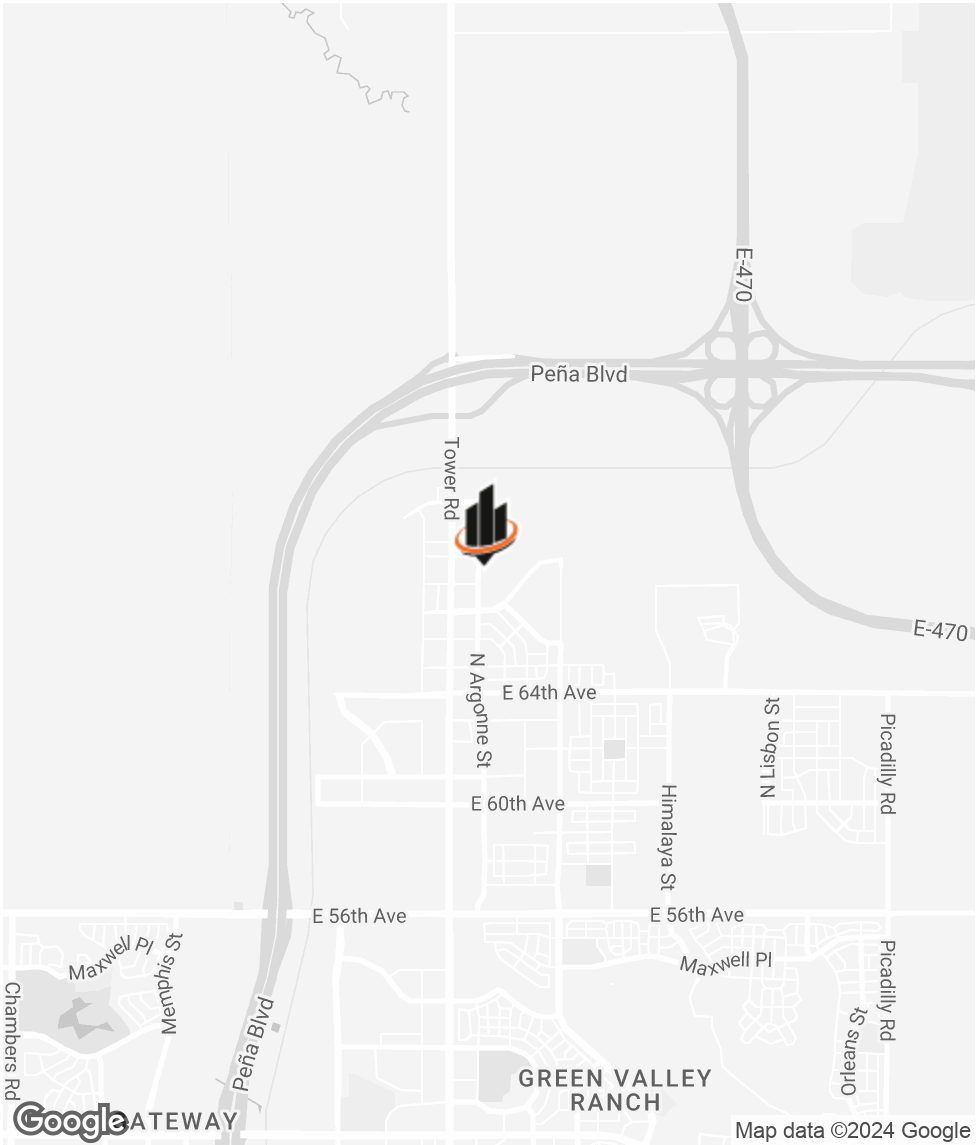 E-470
Peña Blvd
Tower Rd
E-470
N Argonne St
E 64th Ave
N Lisbon St
Picadilly Rd
E 60th Ave
Himalaya St
E 56th Ave
E 56th Ave
Maxwell Pl
Memphis St
Maxwell Pl
Picadilly Rd
Chambers Rd
Peña Blvd
Orleans St
GREEN VALLEY
RANCH
Google
GATEWAY
Map data ©2024 Google